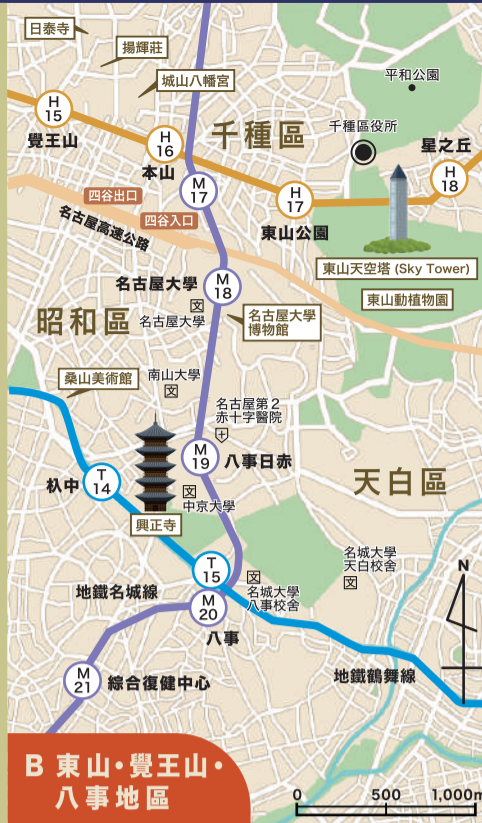 日泰寺
揚輝莊
城山八幡宮
平和公園
千種區役所
千種區
星之丘
H
15
覺王山
H
16
本山
H
18
M
17
H
17
東山公園
四谷出口
四谷入口
名古屋高速公路
東山天空塔 (Sky Tower)
東山動植物園
名古屋大學
M
18
名古屋大學
名古屋大學
博物館
昭和區
桑山美術館
南山大學
名古屋第2
赤十字醫院
M
19
八事日赤
天白區
T
14
杁中
中京大學
興正寺
T
15
名城大學
八事校舍
名城大學
天白校舍
N
地鐵名城線
M
20
八事
地鐵鶴舞線
M
21
綜合復健中心
B 東山・覺王山・
八事地區
0 500 1,000m